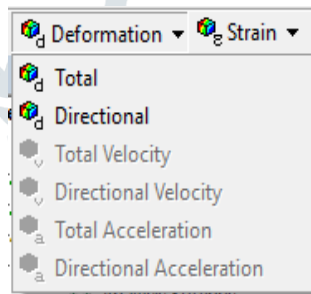 Deformation Strain
Total
Directional
Total Velocity
Directional Velocity
Total Acceleration
Directional Acceleration